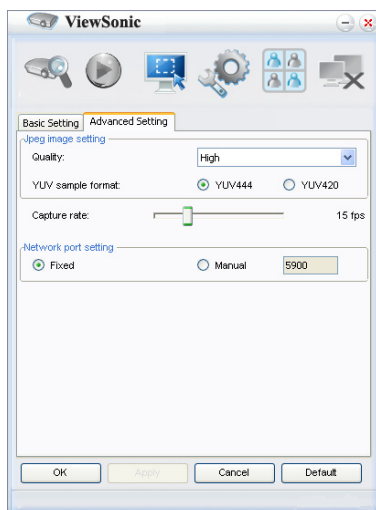 ViewSonic
Basic Setting Advanced Setting
Jpeg image setting
Quality: High
YUV sample format: YUV444 YUV420
Capture rate: 15 fps
Network port setting
Fixed Manual 5900
OK Apply Cancel Default